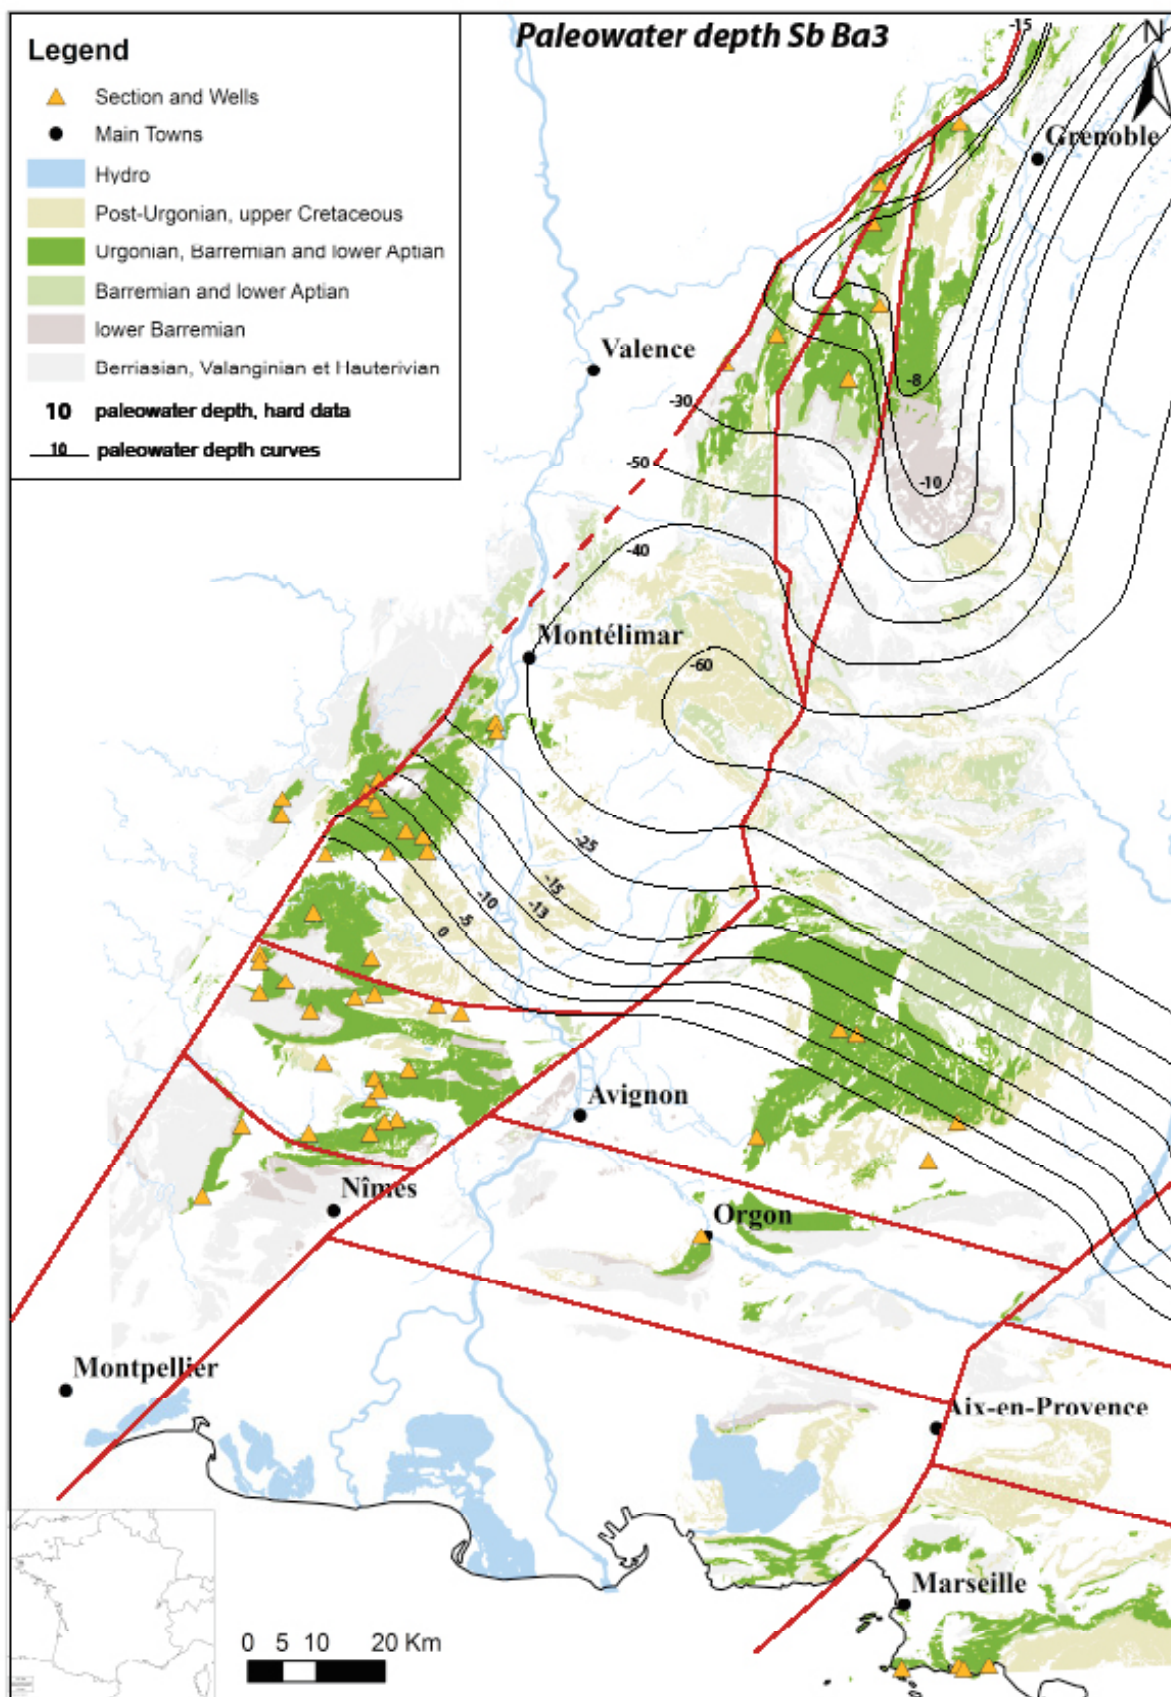 Paleowater depth Sb Ba3
Legend
Section and Wells
Main Towns
Hydro
Post-Urgonian, upper Cretaceous
Urgonian, Barremian and lower Aptian
Barremian and lower Aptian
lower Barremian
Berriasian, Valanginian et Hauterivian
10 paleowater depth, hard data
10 paleowater depth curves
-15
N
Grenoble
Valence
-8
-30
-50
-10
-40
Montélimar
-60
-25
-15
-10
-13
-5
0
Avignon
Nîmes
Orgon
Montpellier
Aix-en-Provence
Marseille
0 5 10 20 Km